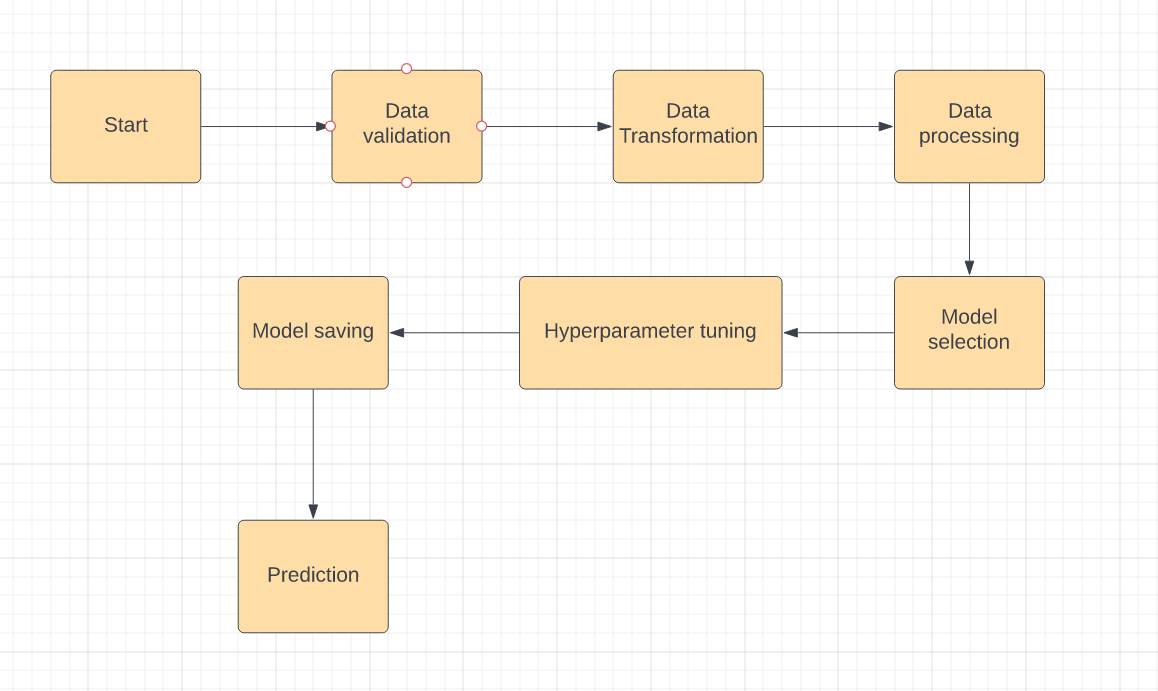 Start
Data
validation
Data
Transformation
Data
processing
Model saving
Hyperparameter tuning
Model
selection
Prediction